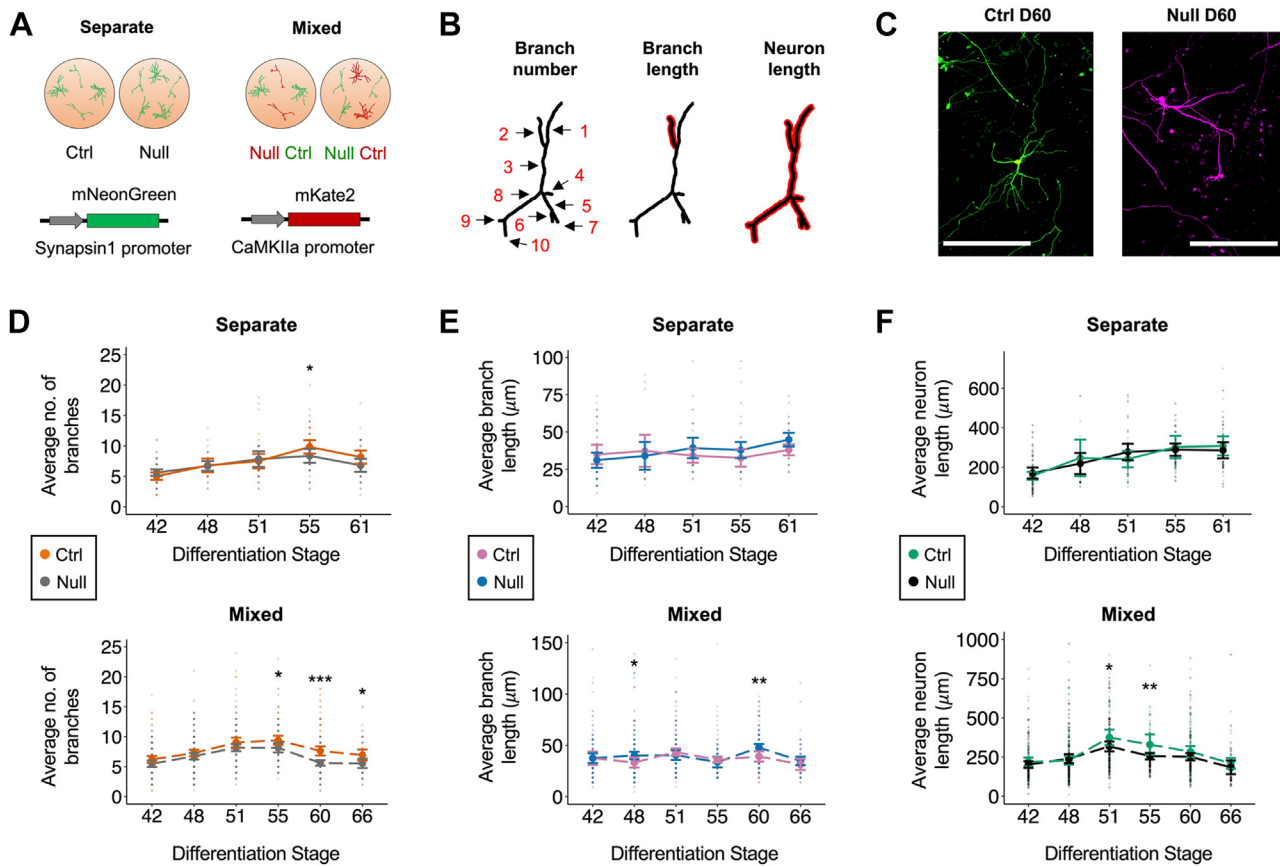 A
Separate
Mixed
Ctrl
Null
Null Ctrl
Null Ctrl
mNeonGreen
Synapsin1 promoter
mKate2
CaMKIIa promoter
B
Branch
number
Branch
length
Neuron
length
1
2
3
4
5
6
7
8
9
10
C
Ctrl D60
Null D60
D
Separate
Average no. of
branches
25
20
15
10
5
0
*
42 48 51 55 61
Differentiation Stage
Ctrl
Null
Mixed
Average no. of
branches
25
20
15
10
5
0
* *** *
42 48 51 55 60 66
Differentiation Stage
E
Separate
Average branch
length (μm)
100
75
50
25
0
42 48 51 55 61
Differentiation Stage
Ctrl
Null
Mixed
Average branch
length (μm)
150
100
50
0
* **
42 48 51 55 60 66
Differentiation Stage
F
Separate
Average neuron
length (μm)
600
400
200
0
42 48 51 55 61
Differentiation Stage
Ctrl
Null
Mixed
Average neuron
length (μm)
1000
750
500
250
0
* **
42 48 51 55 60 66
Differentiation Stage